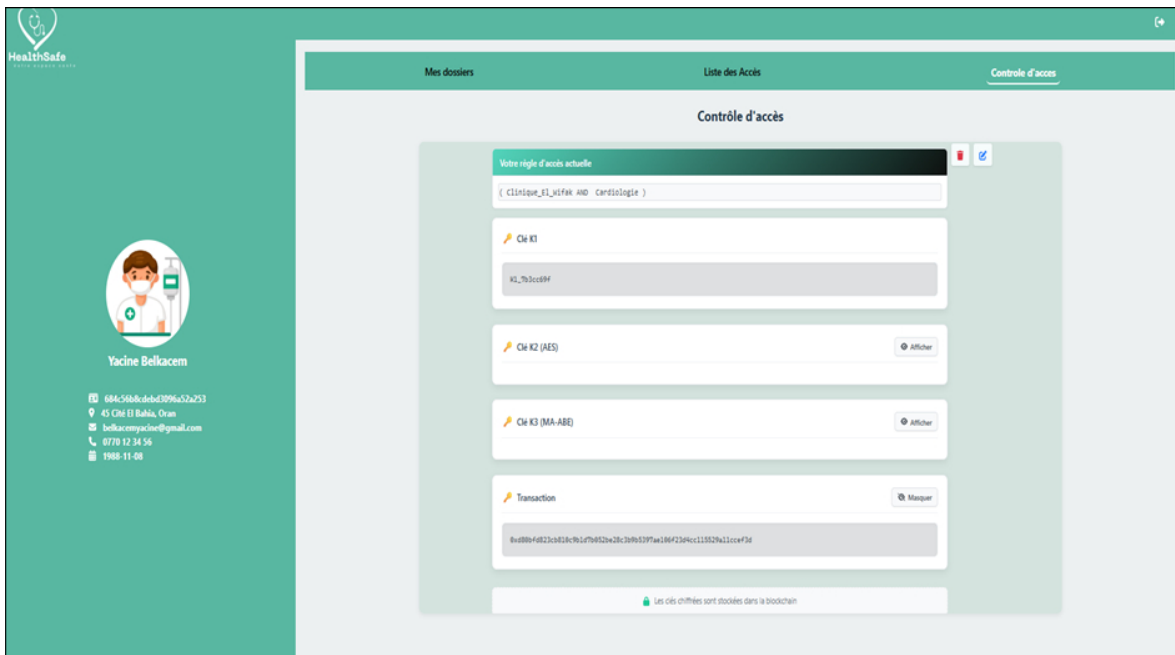 HealthSafe
Mes dossiers
Liste des Accès
Controle d'acces
Contrôle d'accès
Votre règle d'accès actuelle
( Clinique_El_Wifak AND Cardiologie )
Clé K1
K1_7b3cc69f
Clé K2 (AES)
Afficher
Clé K3 (MA-ABE)
Afficher
Transaction
Masquer
Les clés chiffrées sont stockées dans la blockchain
Yacine Belkacem
684c56b8cdebd3096a52a253
45 Cité El Bahia, Oran
belkacemyacine@gmail.com
0770 12 34 56
1988-11-08